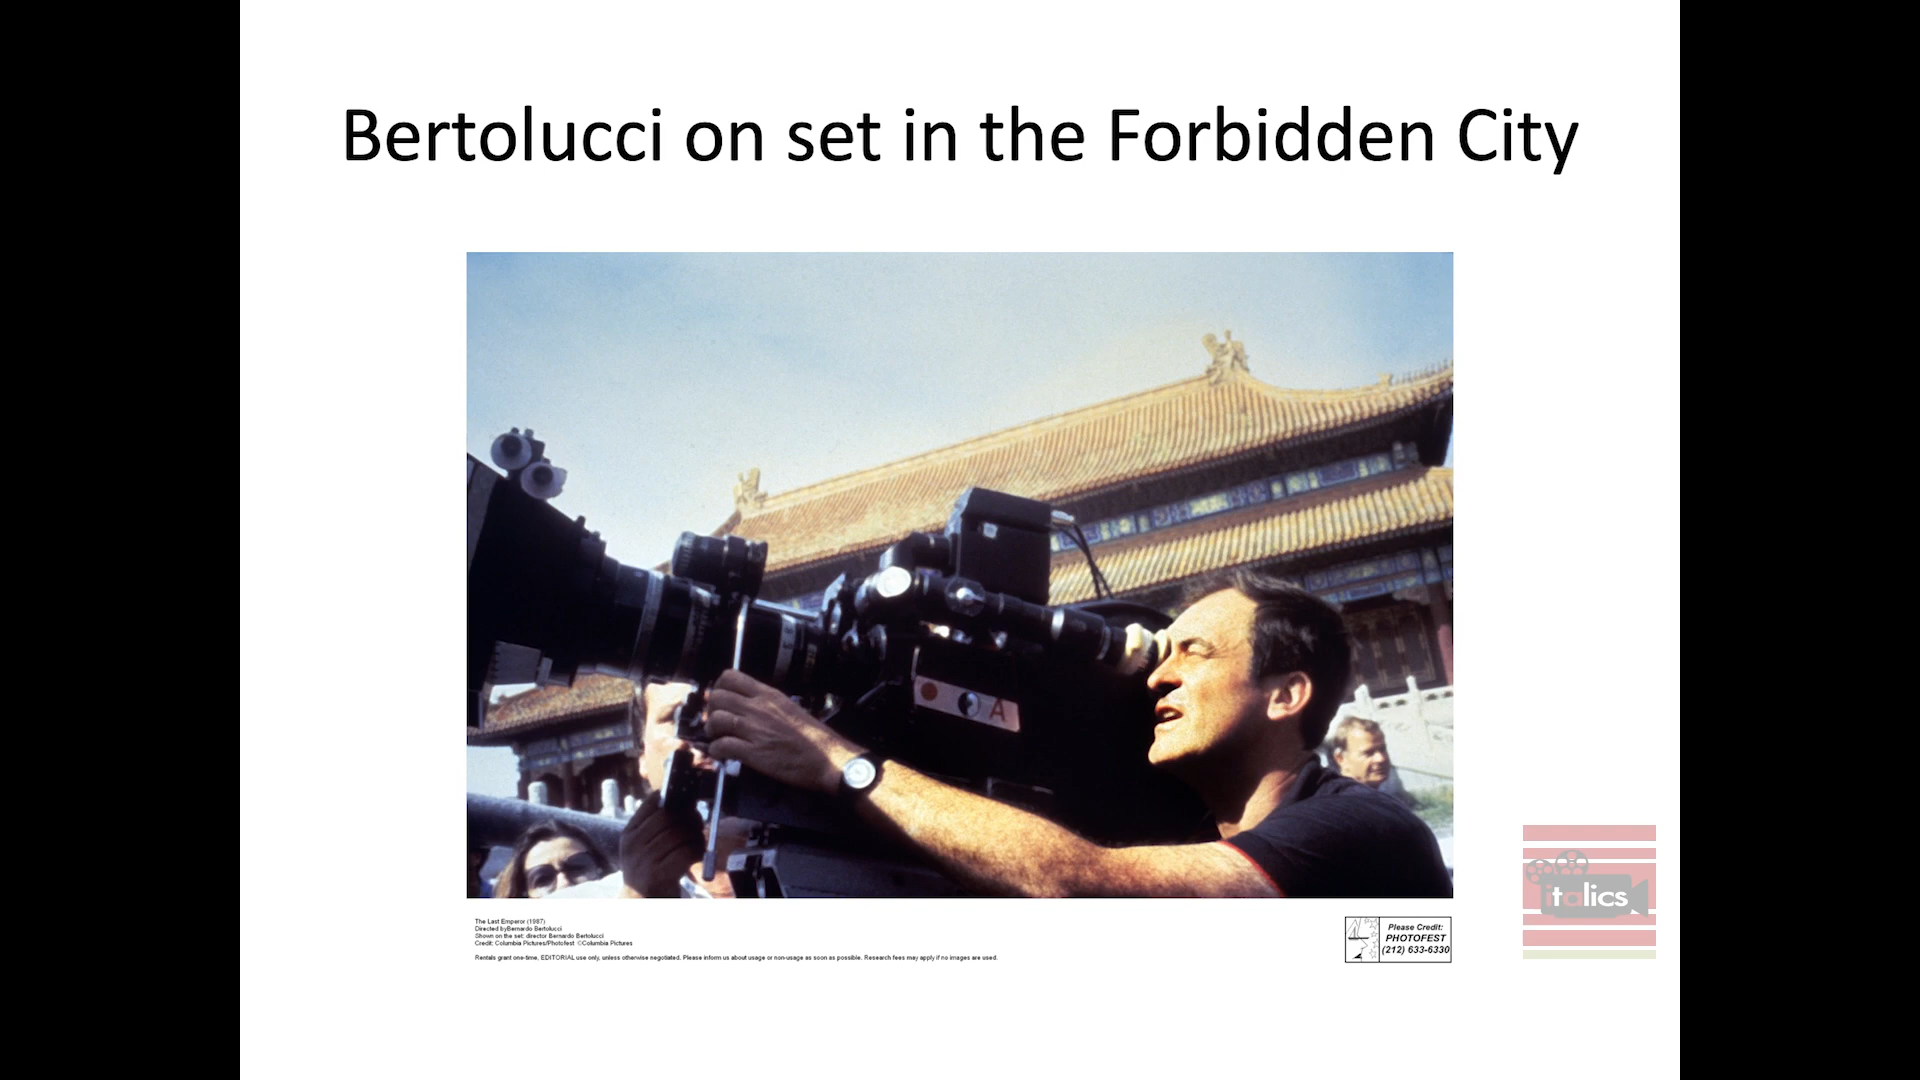 Bertolucci on set in the Forbidden City
A
The Last Emperor (1987)
Directed byBernardo Bertolucci
Shown on the set: director Bernardo Bertolucci
Credit: Columbia Pictures/Photofest ©Columbia Pictures
Rentals grant one-time, EDITORIAL use only, unless otherwise negotiated. Please inform us about usage or non-usage as soon as possible. Research fees may apply if no images are used.
Please Credit:
PHOTOFEST
(212) 633-6330
italics